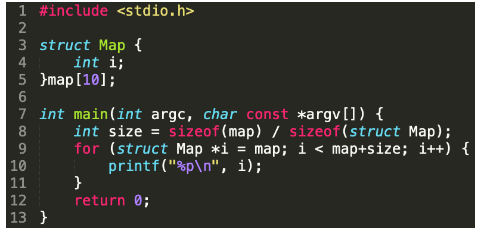 1 #include <stdio.h>
2
3 struct Map {
4     int i;
5 }map[10];
6
7 int main(int argc, char const *argv[]) {
8     int size = sizeof(map) / sizeof(struct Map);
9     for (struct Map *i = map; i < map+size; i++) {
10         printf("%p\n", i);
11     }
12     return 0;
13 }